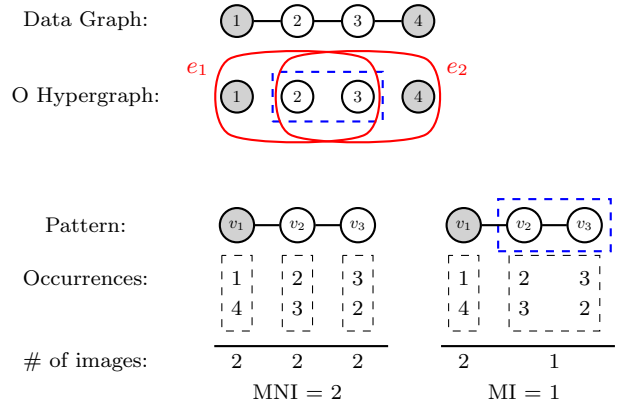 Data Graph: 1 2 3 4
e1 e2
O Hypergraph: 1 2 3 4
Pattern: v1 v2 v3 v1 v2 v3
Occurrences: 1 2 3 1 2 3
4 3 2 4 3 2
# of images: 2 2 2 2 1
MNI = 2 MI = 1